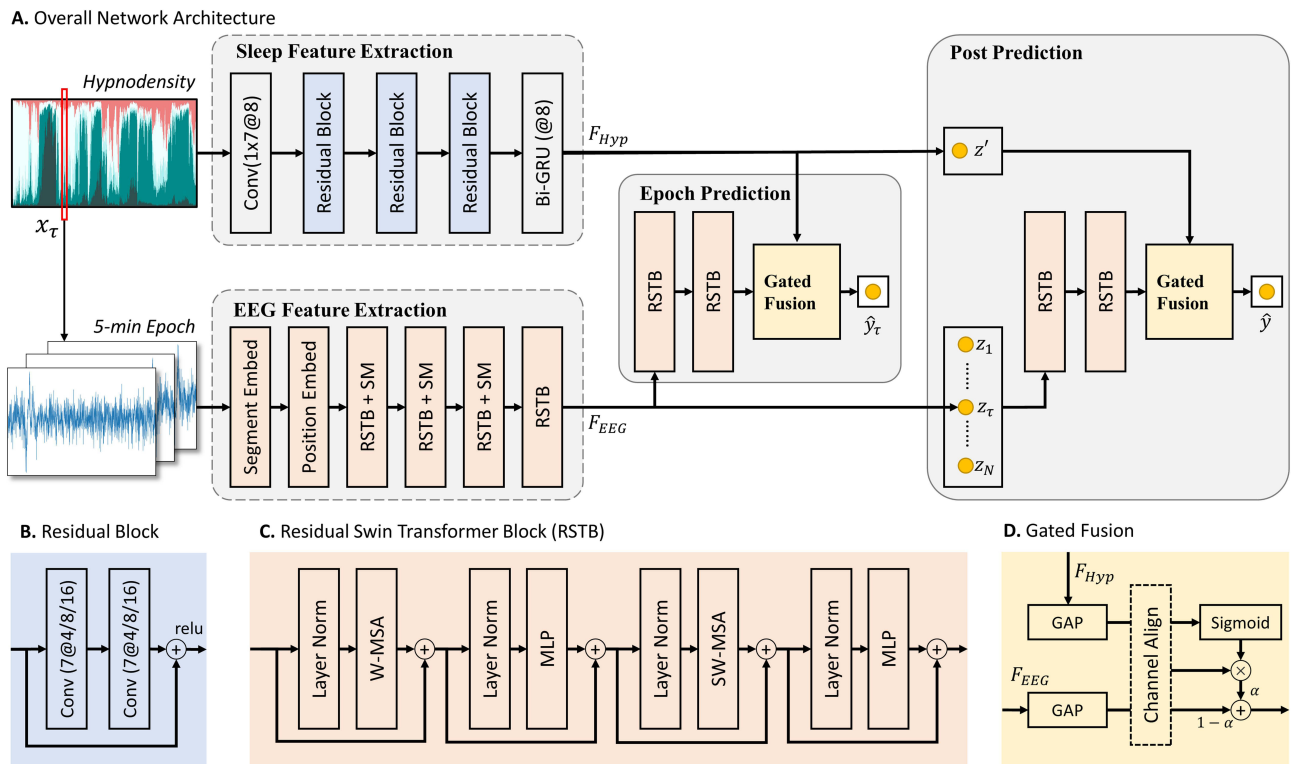 A. Overall Network Architecture
Hypnodensity
x_τ
5-min Epoch
Sleep Feature Extraction
Conv(1x7@8)
Residual Block
Residual Block
Residual Block
Bi-GRU (@8)
F_Hyp
EEG Feature Extraction
Segment Embed
Position Embed
RSTB + SM
RSTB + SM
RSTB + SM
RSTB
F_EEG
Epoch Prediction
RSTB
RSTB
Gated
Fusion
ŷ_τ
Post Prediction
z′
z_1
z_τ
z_N
RSTB
RSTB
Gated
Fusion
ŷ
B. Residual Block
Conv (7@4/8/16)
Conv (7@4/8/16)
+
relu
C. Residual Swin Transformer Block (RSTB)
Layer Norm
W-MSA
+
Layer Norm
MLP
+
Layer Norm
SW-MSA
+
Layer Norm
MLP
+
D. Gated Fusion
F_Hyp
GAP
F_EEG
GAP
Channel Align
Sigmoid
×
α
1 − α
+